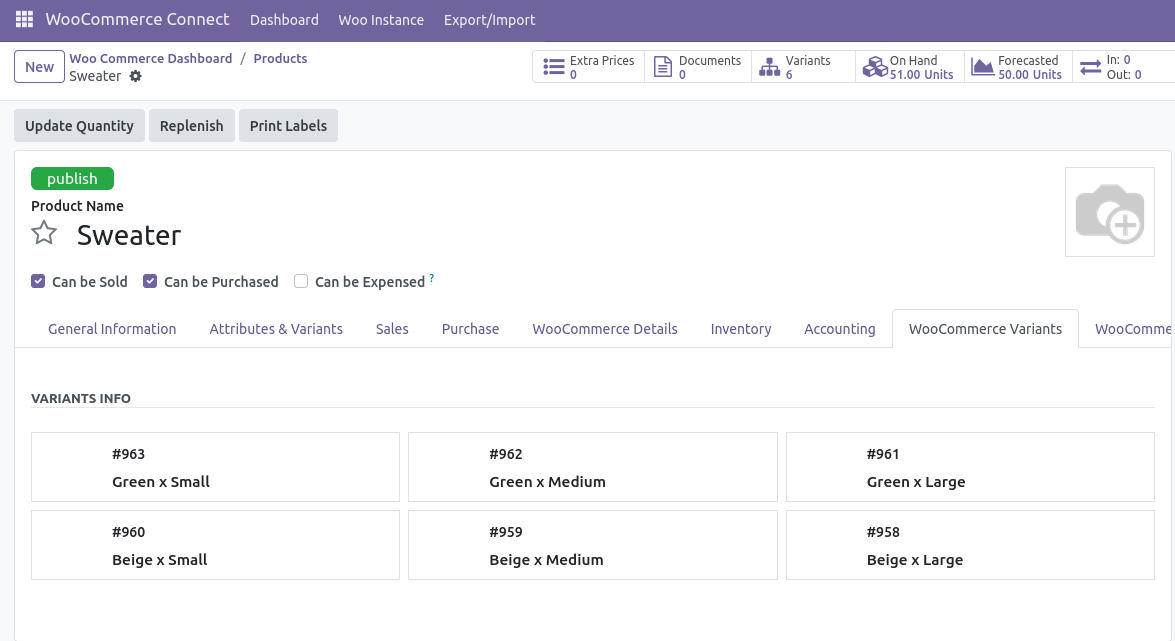 WooCommerce Connect Dashboard Woo Instance Export/Import
New Woo Commerce Dashboard / Products
Sweater
Extra Prices 0
Documents 0
Variants 6
On Hand 51.00 Units
Forecasted 50.00 Units
In: 0
Out: 0
Update Quantity Replenish Print Labels
publish
Product Name
Sweater
Can be Sold Can be Purchased Can be Expensed ?
General Information Attributes & Variants Sales Purchase WooCommerce Details Inventory Accounting WooCommerce Variants WooComme
VARIANTS INFO
#963
Green x Small
#962
Green x Medium
#961
Green x Large
#960
Beige x Small
#959
Beige x Medium
#958
Beige x Large